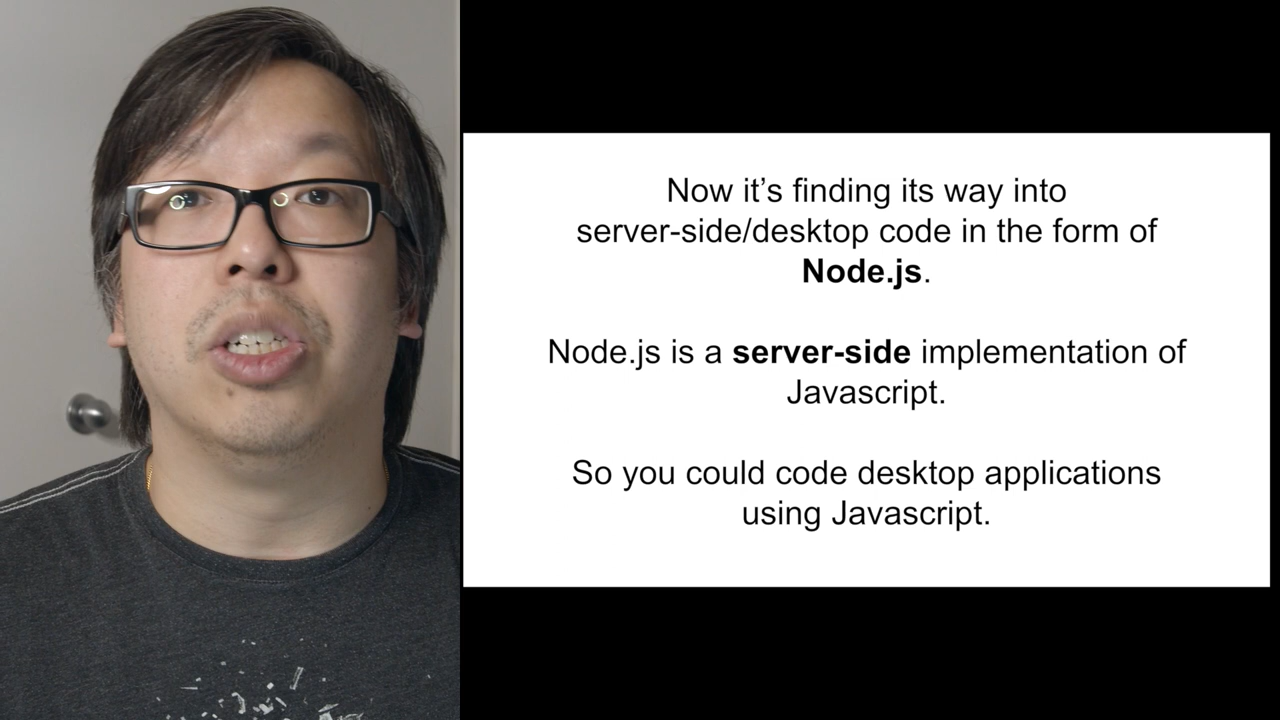 Now it’s finding its way into
server-side/desktop code in the form of
Node.js.
Node.js is a server-side implementation of
Javascript.
So you could code desktop applications
using Javascript.